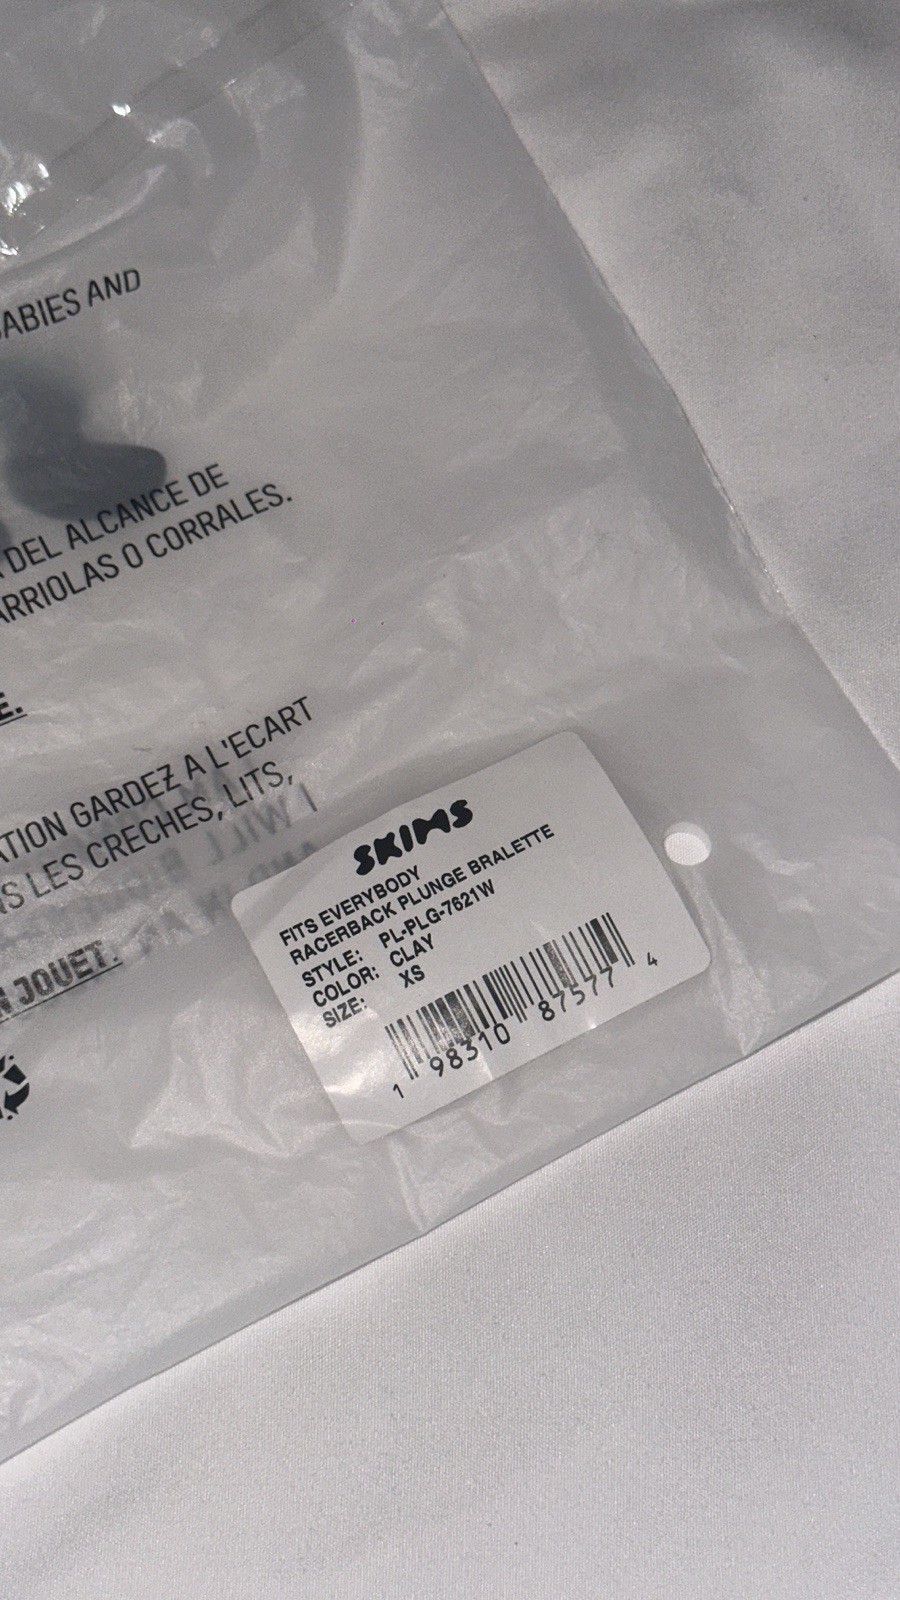 ABIES AND
DEL ALCANCE DE
ARRIOLAS O CORRALES.
E.
ATION GARDEZ A L'ECART
S LES CRECHES, LITS,
N JOUET.
SKIMS
FITS EVERYBODY
RACERBACK PLUNGE BRALETTE
STYLE: PL-PLG-7621W
COLOR: CLAY
SIZE: XS
1 98310 87577 4